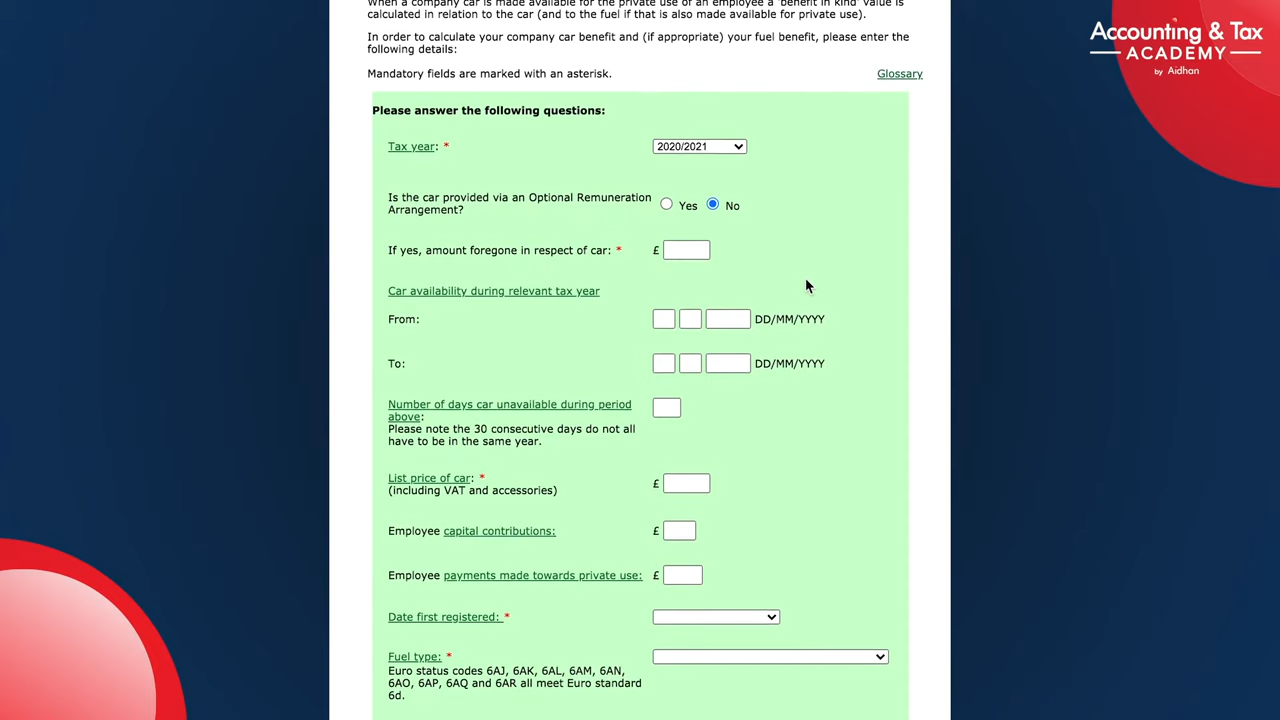 When a company car is made available for the private use of an employee a 'benefit in kind' value is
calculated in relation to the car (and to the fuel if that is also made available for private use).
In order to calculate your company car benefit and (if appropriate) your fuel benefit, please enter the
following details:
Mandatory fields are marked with an asterisk.
Glossary
Accounting & Tax
ACADEMY
by Aidhan
Please answer the following questions:
Tax year: *
2020/2021
Is the car provided via an Optional Remuneration
Arrangement?
Yes No
If yes, amount foregone in respect of car: *
£
Car availability during relevant tax year
From:
DD/MM/YYYY
To:
DD/MM/YYYY
Number of days car unavailable during period
above:
Please note the 30 consecutive days do not all
have to be in the same year.
List price of car: *
(including VAT and accessories)
£
Employee capital contributions:
£
Employee payments made towards private use:
£
Date first registered: *
Fuel type: *
Euro status codes 6AJ, 6AK, 6AL, 6AM, 6AN,
6AO, 6AP, 6AQ and 6AR all meet Euro standard
6d.